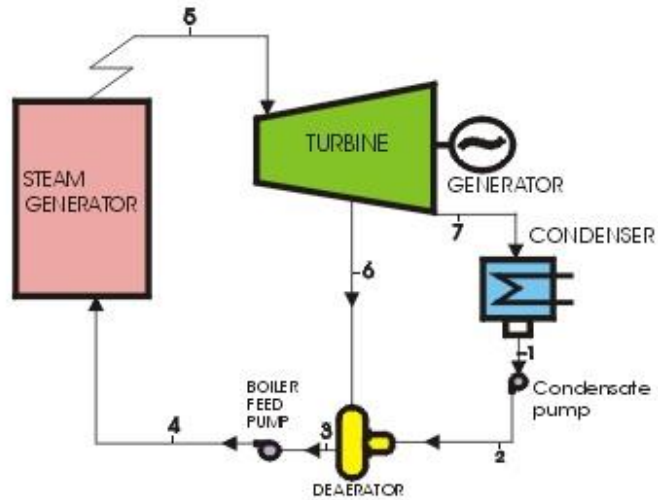 5
TURBINE
STEAM
GENERATOR
GENERATOR
7
CONDENSER
6
1
BOILER
FEED
PUMP
Condensate
pump
4
3
2
DEAERATOR